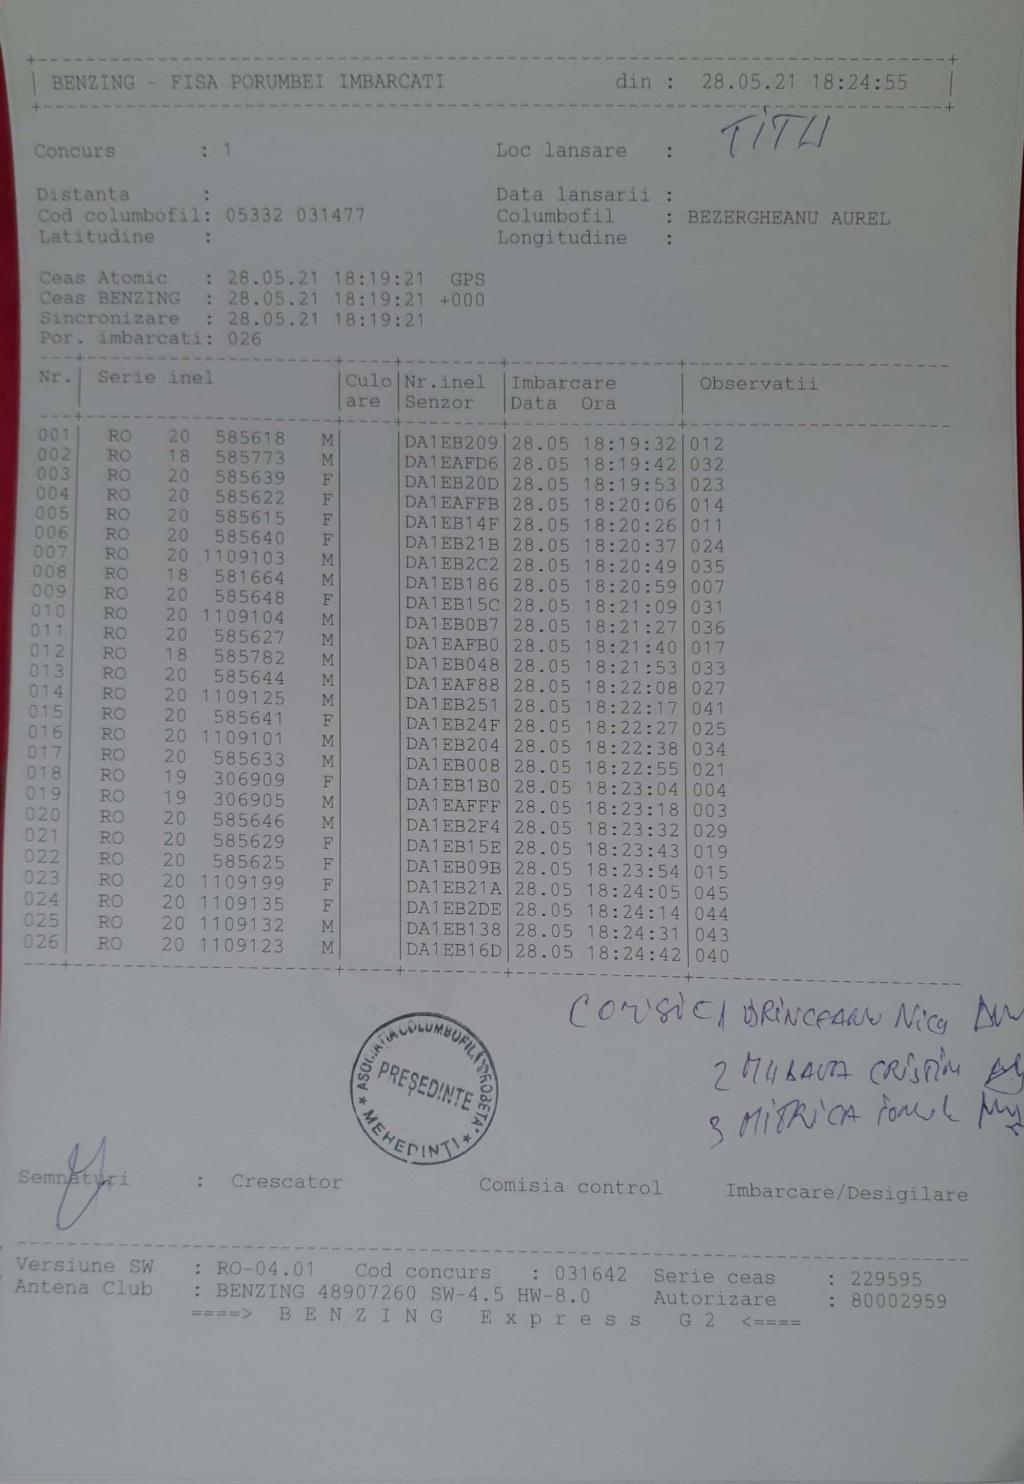 BENZING - FISA PORUMBEI IMBARCATI din : 28.05.21 18:24:55
TITU
Concurs : 1 Loc lansare :
Distanta : Data lansarii :
Cod columbofil: 05332 031477 Columbofil : BEZERGHEANU AUREL
Latitudine : Longitudine :
Ceas Atomic : 28.05.21 18:19:21 GPS
Ceas BENZING : 28.05.21 18:19:21 +000
Sincronizare : 28.05.21 18:19:21
Por. imbarcati: 026
Nr. Serie inel Culo Nr.inel Imbarcare Observatii
are Senzor Data Ora
001 RO 20 585618 M DA1EB209 28.05 18:19:32 012
002 RO 18 585773 M DA1EAFD6 28.05 18:19:42 032
003 RO 20 585639 F DA1EB20D 28.05 18:19:53 023
004 RO 20 585622 F DA1EAFFB 28.05 18:20:06 014
005 RO 20 585615 F DA1EB14F 28.05 18:20:26 011
006 RO 20 585640 F DA1EB21B 28.05 18:20:37 024
007 RO 20 1109103 M DA1EB2C2 28.05 18:20:49 035
008 RO 18 581664 M DA1EB186 28.05 18:20:59 007
009 RO 20 585648 F DA1EB15C 28.05 18:21:09 031
010 RO 20 1109104 M DA1EB0B7 28.05 18:21:27 036
011 RO 20 585627 M DA1EAFB0 28.05 18:21:40 017
012 RO 18 585782 M DA1EB048 28.05 18:21:53 033
013 RO 20 585644 M DA1EAF88 28.05 18:22:08 027
014 RO 20 1109125 M DA1EB251 28.05 18:22:17 041
015 RO 20 585641 F DA1EB24F 28.05 18:22:27 025
016 RO 20 1109101 M DA1EB204 28.05 18:22:38 034
017 RO 20 585633 M DA1EB008 28.05 18:22:55 021
018 RO 19 306909 F DA1EB1B0 28.05 18:23:04 004
019 RO 19 306905 M DA1EAFFF 28.05 18:23:18 003
020 RO 20 585646 M DA1EB2F4 28.05 18:23:32 029
021 RO 20 585629 F DA1EB15E 28.05 18:23:43 019
022 RO 20 585625 F DA1EB09B 28.05 18:23:54 015
023 RO 20 1109199 F DA1EB21A 28.05 18:24:05 045
024 RO 20 1109135 F DA1EB2DE 28.05 18:24:14 044
025 RO 20 1109132 M DA1EB138 28.05 18:24:31 043
026 RO 20 1109123 M DA1EB16D 28.05 18:24:42 040
1 Nicu
2 CRISTIN
3 MITRICA
ASOCIATIA COLUMBOFILA
PREȘEDINTE
MEHEDINTI
Semnaturi : Crescator Comisia control Imbarcare/Desigilare
Versiune SW : RO-04.01 Cod concurs : 031642 Serie ceas : 229595
Antena Club : BENZING 48907260 SW-4.5 HW-8.0 Autorizare : 80002959
====> B E N Z I N G E x p r e s s G 2 <====